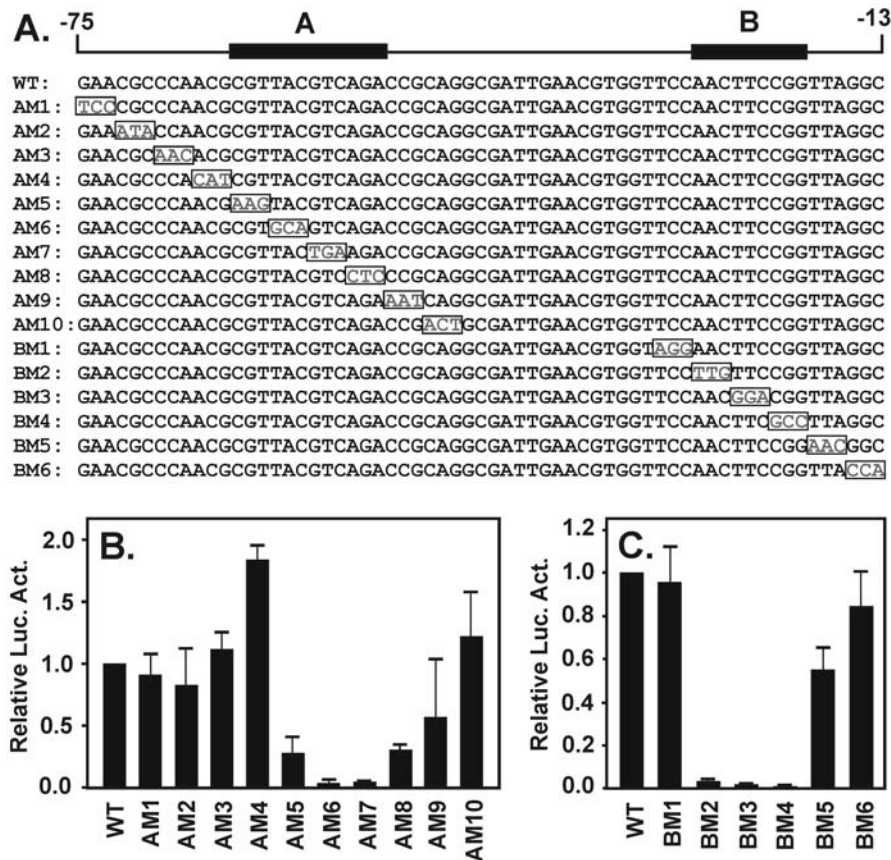 A.
-75
A
B
-13
WT: GAACGCCCAACGCGTTACGTCAGACCGCAGGCGATTGAACGTGGTTCCAACTTCCGGTTAGGC
AM1: TCCCGCCCAACGCGTTACGTCAGACCGCAGGCGATTGAACGTGGTTCCAACTTCCGGTTAGGC
AM2: GAAATACCAACGCGTTACGTCAGACCGCAGGCGATTGAACGTGGTTCCAACTTCCGGTTAGGC
AM3: GAACGCAACACGCGTTACGTCAGACCGCAGGCGATTGAACGTGGTTCCAACTTCCGGTTAGGC
AM4: GAACGCCCACATCGTTACGTCAGACCGCAGGCGATTGAACGTGGTTCCAACTTCCGGTTAGGC
AM5: GAACGCCCAACGAAGTACGTCAGACCGCAGGCGATTGAACGTGGTTCCAACTTCCGGTTAGGC
AM6: GAACGCCCAACGCGTGCAGTCAGACCGCAGGCGATTGAACGTGGTTCCAACTTCCGGTTAGGC
AM7: GAACGCCCAACGCGTTACTGAAGACCGCAGGCGATTGAACGTGGTTCCAACTTCCGGTTAGGC
AM8: GAACGCCCAACGCGTTACGTCCTCCCGCAGGCGATTGAACGTGGTTCCAACTTCCGGTTAGGC
AM9: GAACGCCCAACGCGTTACGTCAGAAATCAGGCGATTGAACGTGGTTCCAACTTCCGGTTAGGC
AM10: GAACGCCCAACGCGTTACGTCAGACCGACTGCGATTGAACGTGGTTCCAACTTCCGGTTAGGC
BM1: GAACGCCCAACGCGTTACGTCAGACCGCAGGCGATTGAACGTGGTAGGAACTTCCGGTTAGGC
BM2: GAACGCCCAACGCGTTACGTCAGACCGCAGGCGATTGAACGTGGTTCCTTGTTCCGGTTAGGC
BM3: GAACGCCCAACGCGTTACGTCAGACCGCAGGCGATTGAACGTGGTTCCAACGGACGGTTAGGC
BM4: GAACGCCCAACGCGTTACGTCAGACCGCAGGCGATTGAACGTGGTTCCAACTTCGCCTTAGGC
BM5: GAACGCCCAACGCGTTACGTCAGACCGCAGGCGATTGAACGTGGTTCCAACTTCCGGAACGGC
BM6: GAACGCCCAACGCGTTACGTCAGACCGCAGGCGATTGAACGTGGTTCCAACTTCCGGTTACCA
B.
Relative Luc. Act.
2.0
1.5
1.0
0.5
0.0
WT
AM1
AM2
AM3
AM4
AM5
AM6
AM7
AM8
AM9
AM10
C.
Relative Luc. Act.
1.2
1.0
0.8
0.6
0.4
0.2
0.0
WT
BM1
BM2
BM3
BM4
BM5
BM6